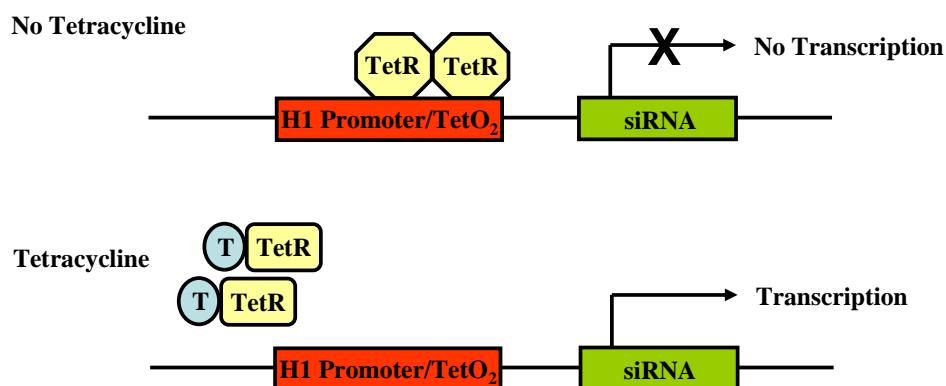 No Tetracycline
TetR TetR
No Transcription
H1 Promoter/TetO₂
siRNA
T TetR
Tetracycline
T TetR
Transcription
H1 Promoter/TetO₂
siRNA